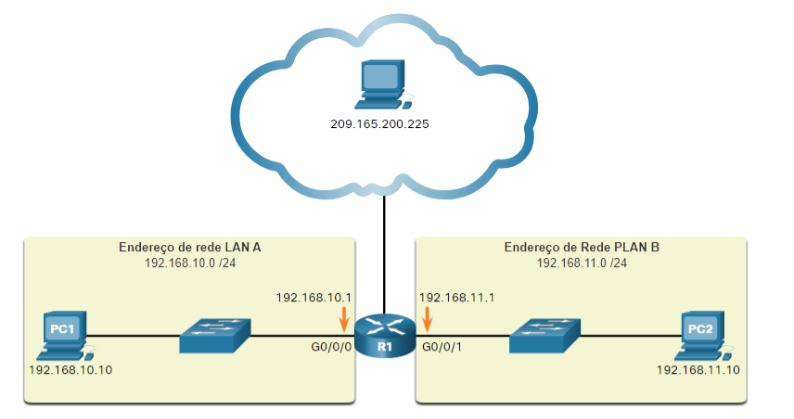 209.165.200.225
Endereço de rede LAN A
192.168.10.0 /24
Endereço de Rede PLAN B
192.168.11.0 /24
192.168.10.1
192.168.11.1
PC1
G0/0/0
R1
G0/0/1
PC2
192.168.10.10
192.168.11.10